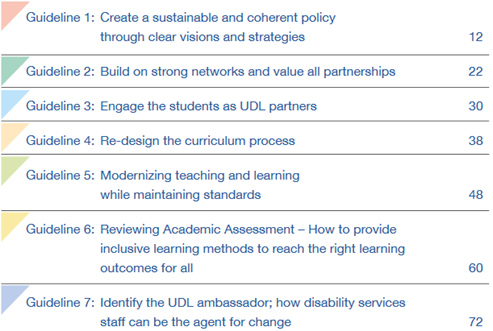 Guideline 1: Create a sustainable and coherent policy
through clear visions and strategies 12
Guideline 2: Build on strong networks and value all partnerships 22
Guideline 3: Engage the students as UDL partners 30
Guideline 4: Re-design the curriculum process 38
Guideline 5: Modernizing teaching and learning
while maintaining standards 48
Guideline 6: Reviewing Academic Assessment – How to provide
inclusive learning methods to reach the right learning
outcomes for all 60
Guideline 7: Identify the UDL ambassador; how disability services
staff can be the agent for change 72